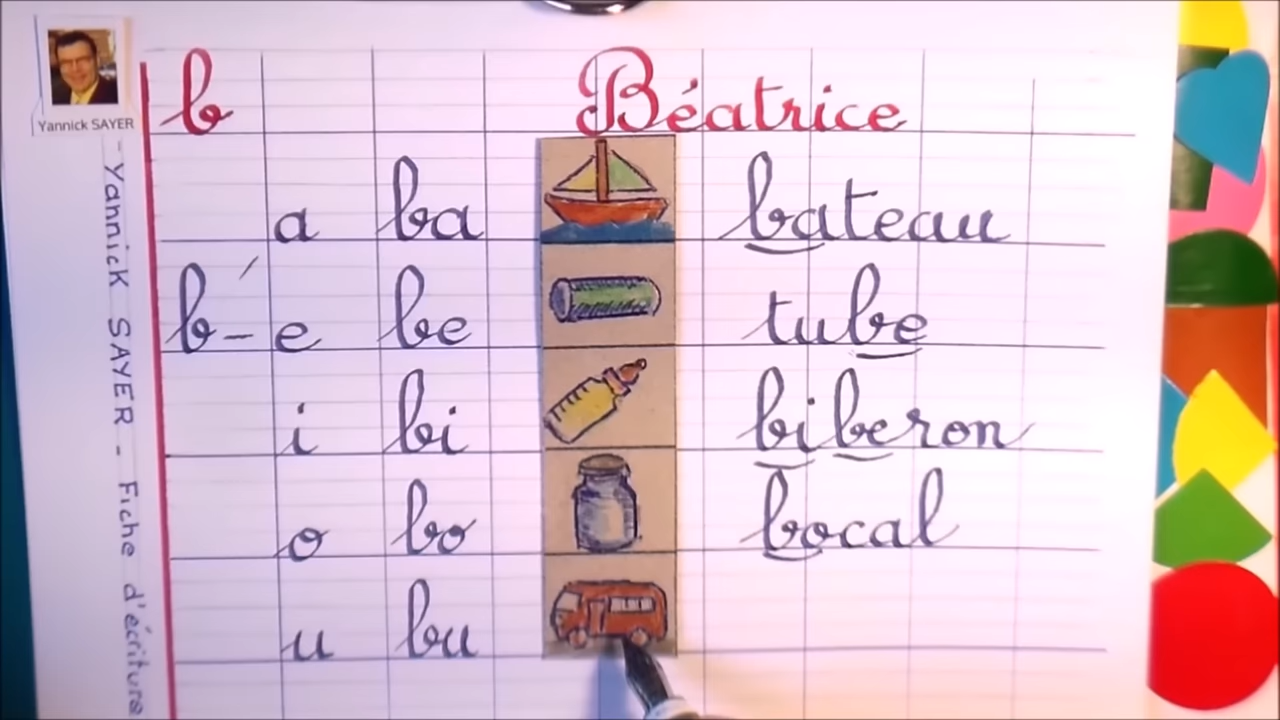 Yannick SAYER
b Béatrice
a ba bateau
b- é be tube
i bi biberon
o bo bocal
u bu
-Yannick SAYER - Fiche d'écriture